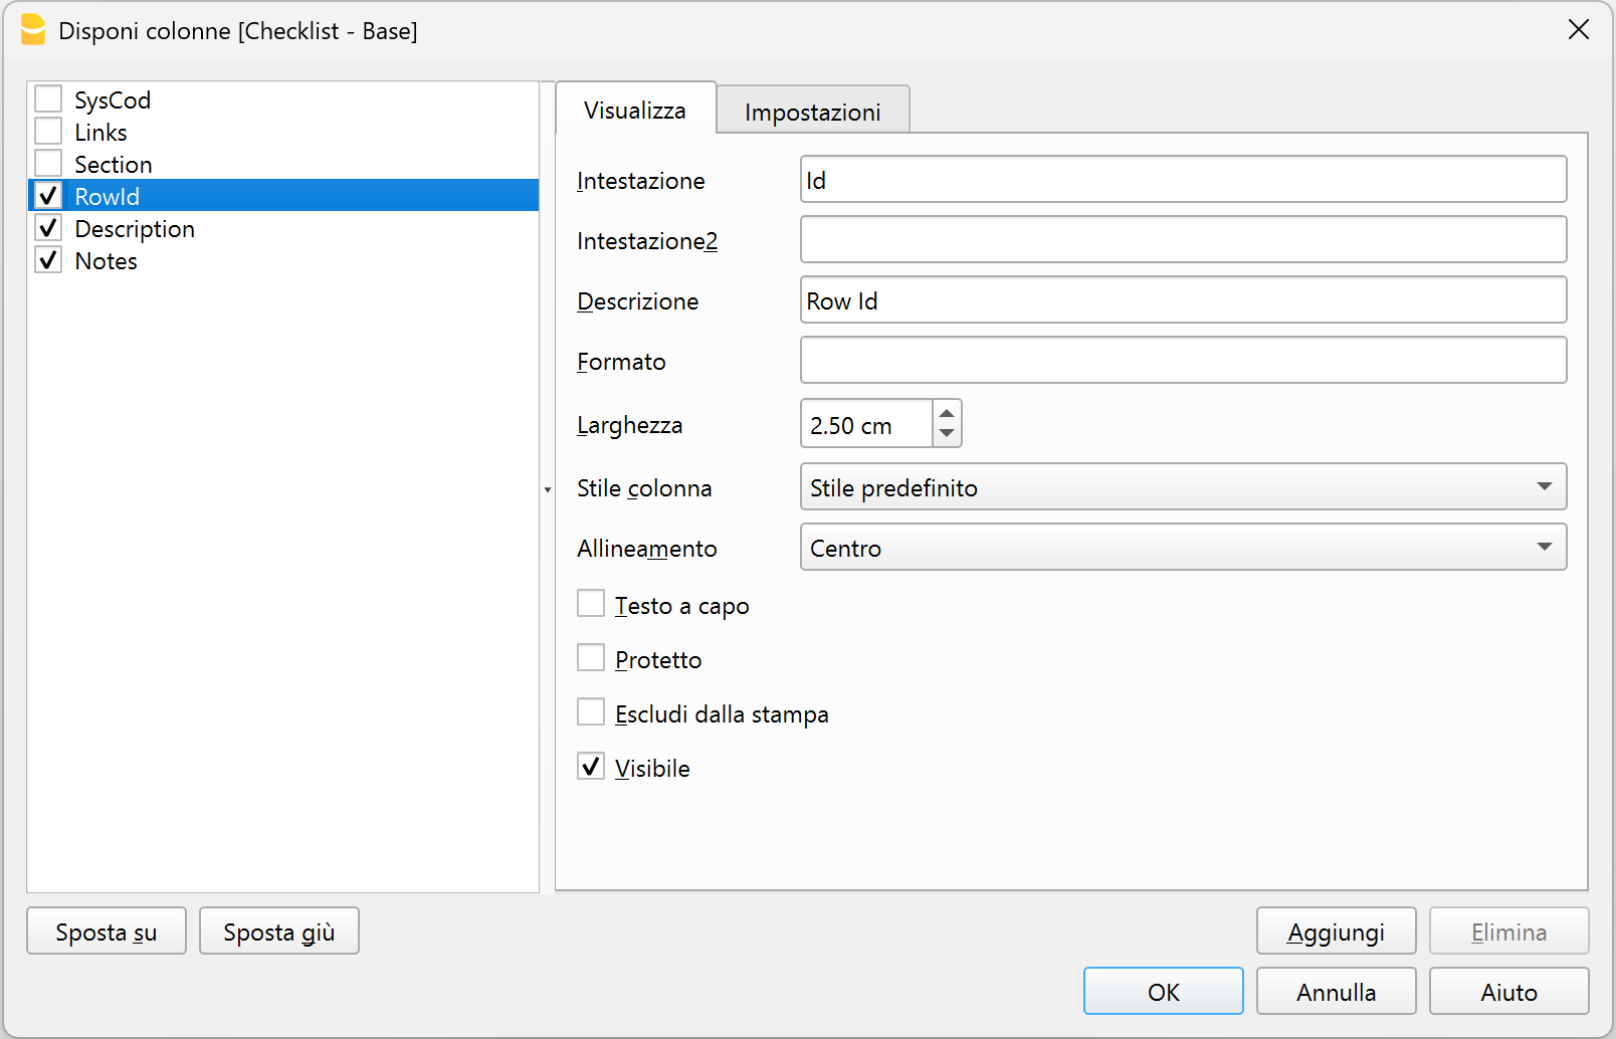 Disponi colonne [Checklist - Base]
SysCod
Links
Section
RowId
Description
Notes
Visualizza
Impostazioni
Intestazione
Id
Intestazione2
Descrizione
Row Id
Formato
Larghezza
2.50 cm
Stile colonna
Stile predefinito
Allineamento
Centro
Testo a capo
Protetto
Escludi dalla stampa
Visibile
Sposta su
Sposta giù
Aggiungi
Elimina
OK
Annulla
Aiuto